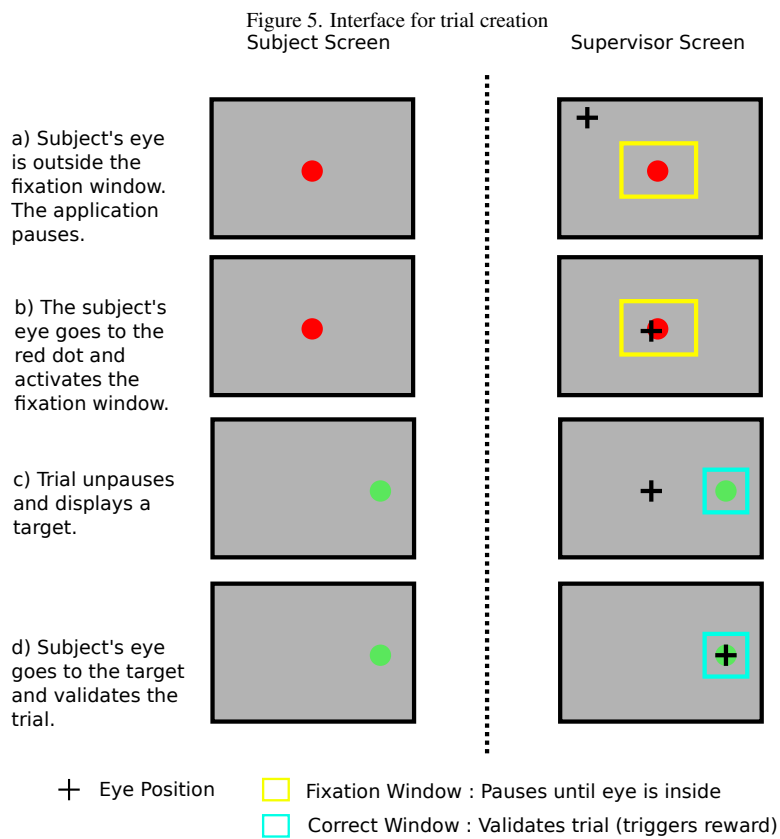 Figure 5. Interface for trial creation
Subject Screen
Supervisor Screen
a) Subject's eye
is outside the
fixation window.
The application
pauses.
b) The subject's
eye goes to the
red dot and
activates the
fixation window.
c) Trial unpauses
and displays a
target.
d) Subject's eye
goes to the target
and validates the
trial.
Eye Position
Fixation Window : Pauses until eye is inside
Correct Window : Validates trial (triggers reward)